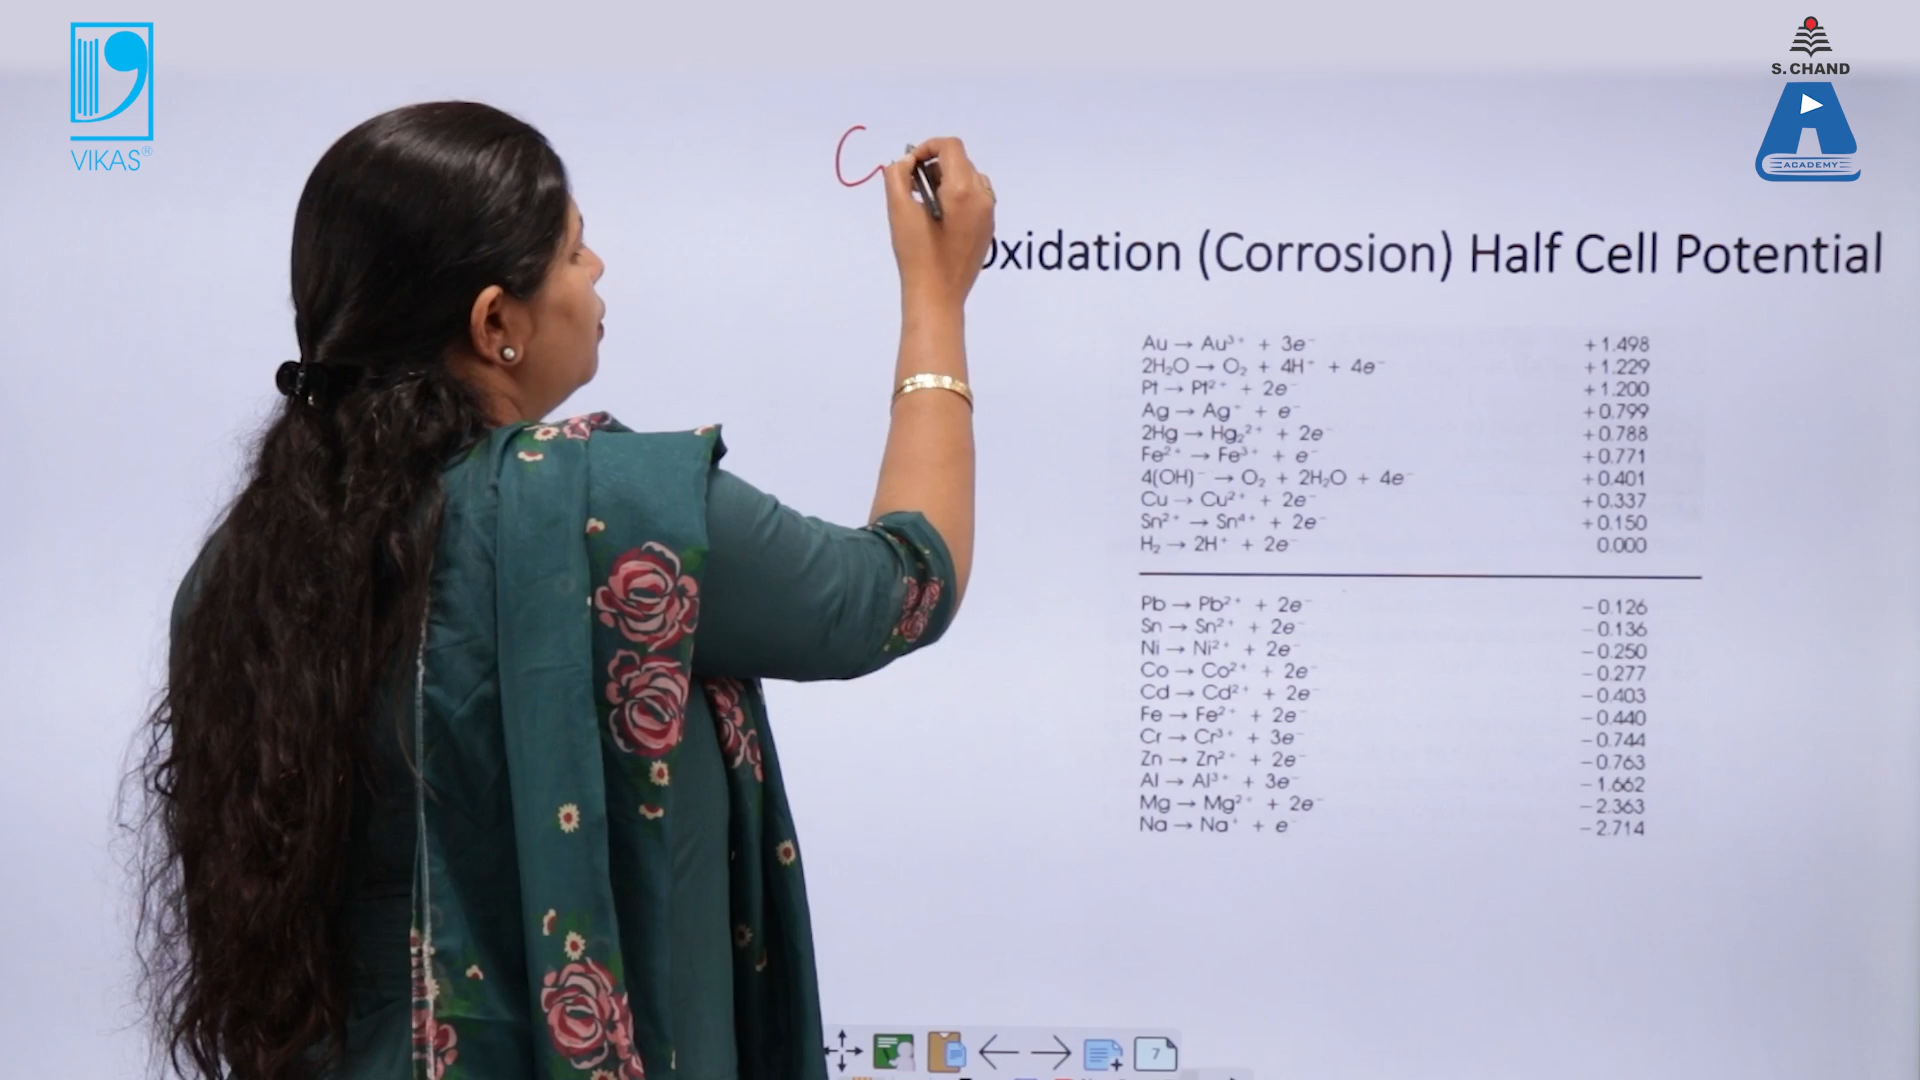 VIKAS®
S. CHAND
ACADEMY
C
Oxidation (Corrosion) Half Cell Potential
Au → Au³⁺ + 3e⁻ +1.498
2H₂O → O₂ + 4H⁺ + 4e⁻ +1.229
Pt → Pt²⁺ + 2e⁻ +1.200
Ag → Ag⁺ + e⁻ +0.799
2Hg → Hg₂²⁺ + 2e⁻ +0.788
Fe²⁺ → Fe³⁺ + e⁻ +0.771
4(OH)⁻ → O₂ + 2H₂O + 4e⁻ +0.401
Cu → Cu²⁺ + 2e⁻ +0.337
Sn²⁺ → Sn⁴⁺ + 2e⁻ +0.150
H₂ → 2H⁺ + 2e⁻ 0.000
Pb → Pb²⁺ + 2e⁻ −0.126
Sn → Sn²⁺ + 2e⁻ −0.136
Ni → Ni²⁺ + 2e⁻ −0.250
Co → Co²⁺ + 2e⁻ −0.277
Cd → Cd²⁺ + 2e⁻ −0.403
Fe → Fe²⁺ + 2e⁻ −0.440
Cr → Cr³⁺ + 3e⁻ −0.744
Zn → Zn²⁺ + 2e⁻ −0.763
Al → Al³⁺ + 3e⁻ −1.662
Mg → Mg²⁺ + 2e⁻ −2.363
Na → Na⁺ + e⁻ −2.714
7